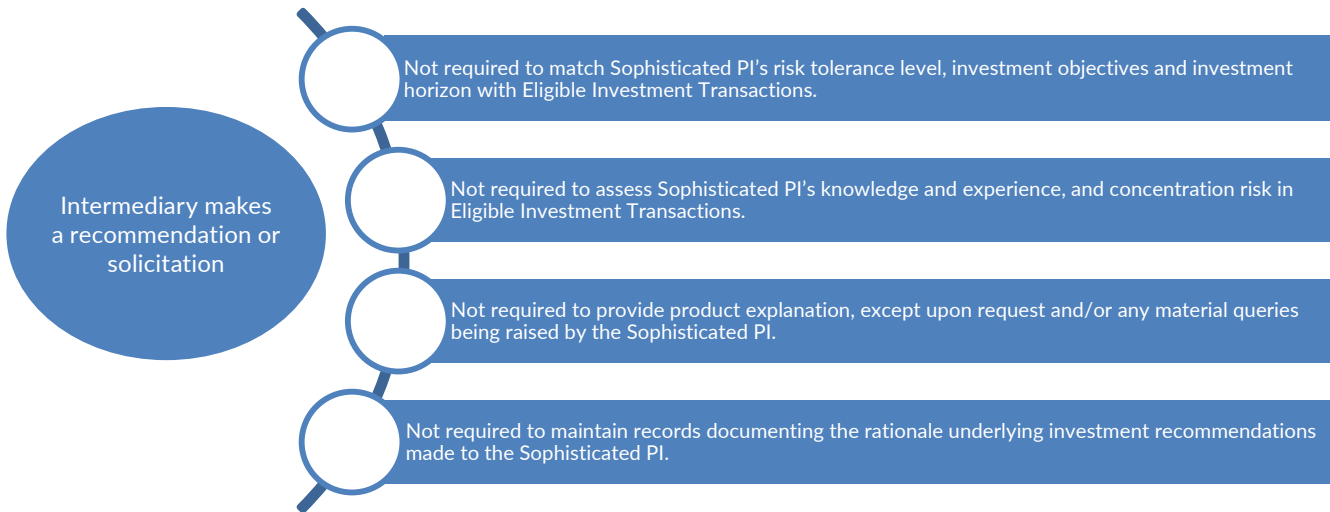 Intermediary makes
a recommendation or
solicitation
Not required to match Sophisticated PI’s risk tolerance level, investment objectives and investment
horizon with Eligible Investment Transactions.
Not required to assess Sophisticated PI’s knowledge and experience, and concentration risk in
Eligible Investment Transactions.
Not required to provide product explanation, except upon request and/or any material queries
being raised by the Sophisticated PI.
Not required to maintain records documenting the rationale underlying investment recommendations
made to the Sophisticated PI.